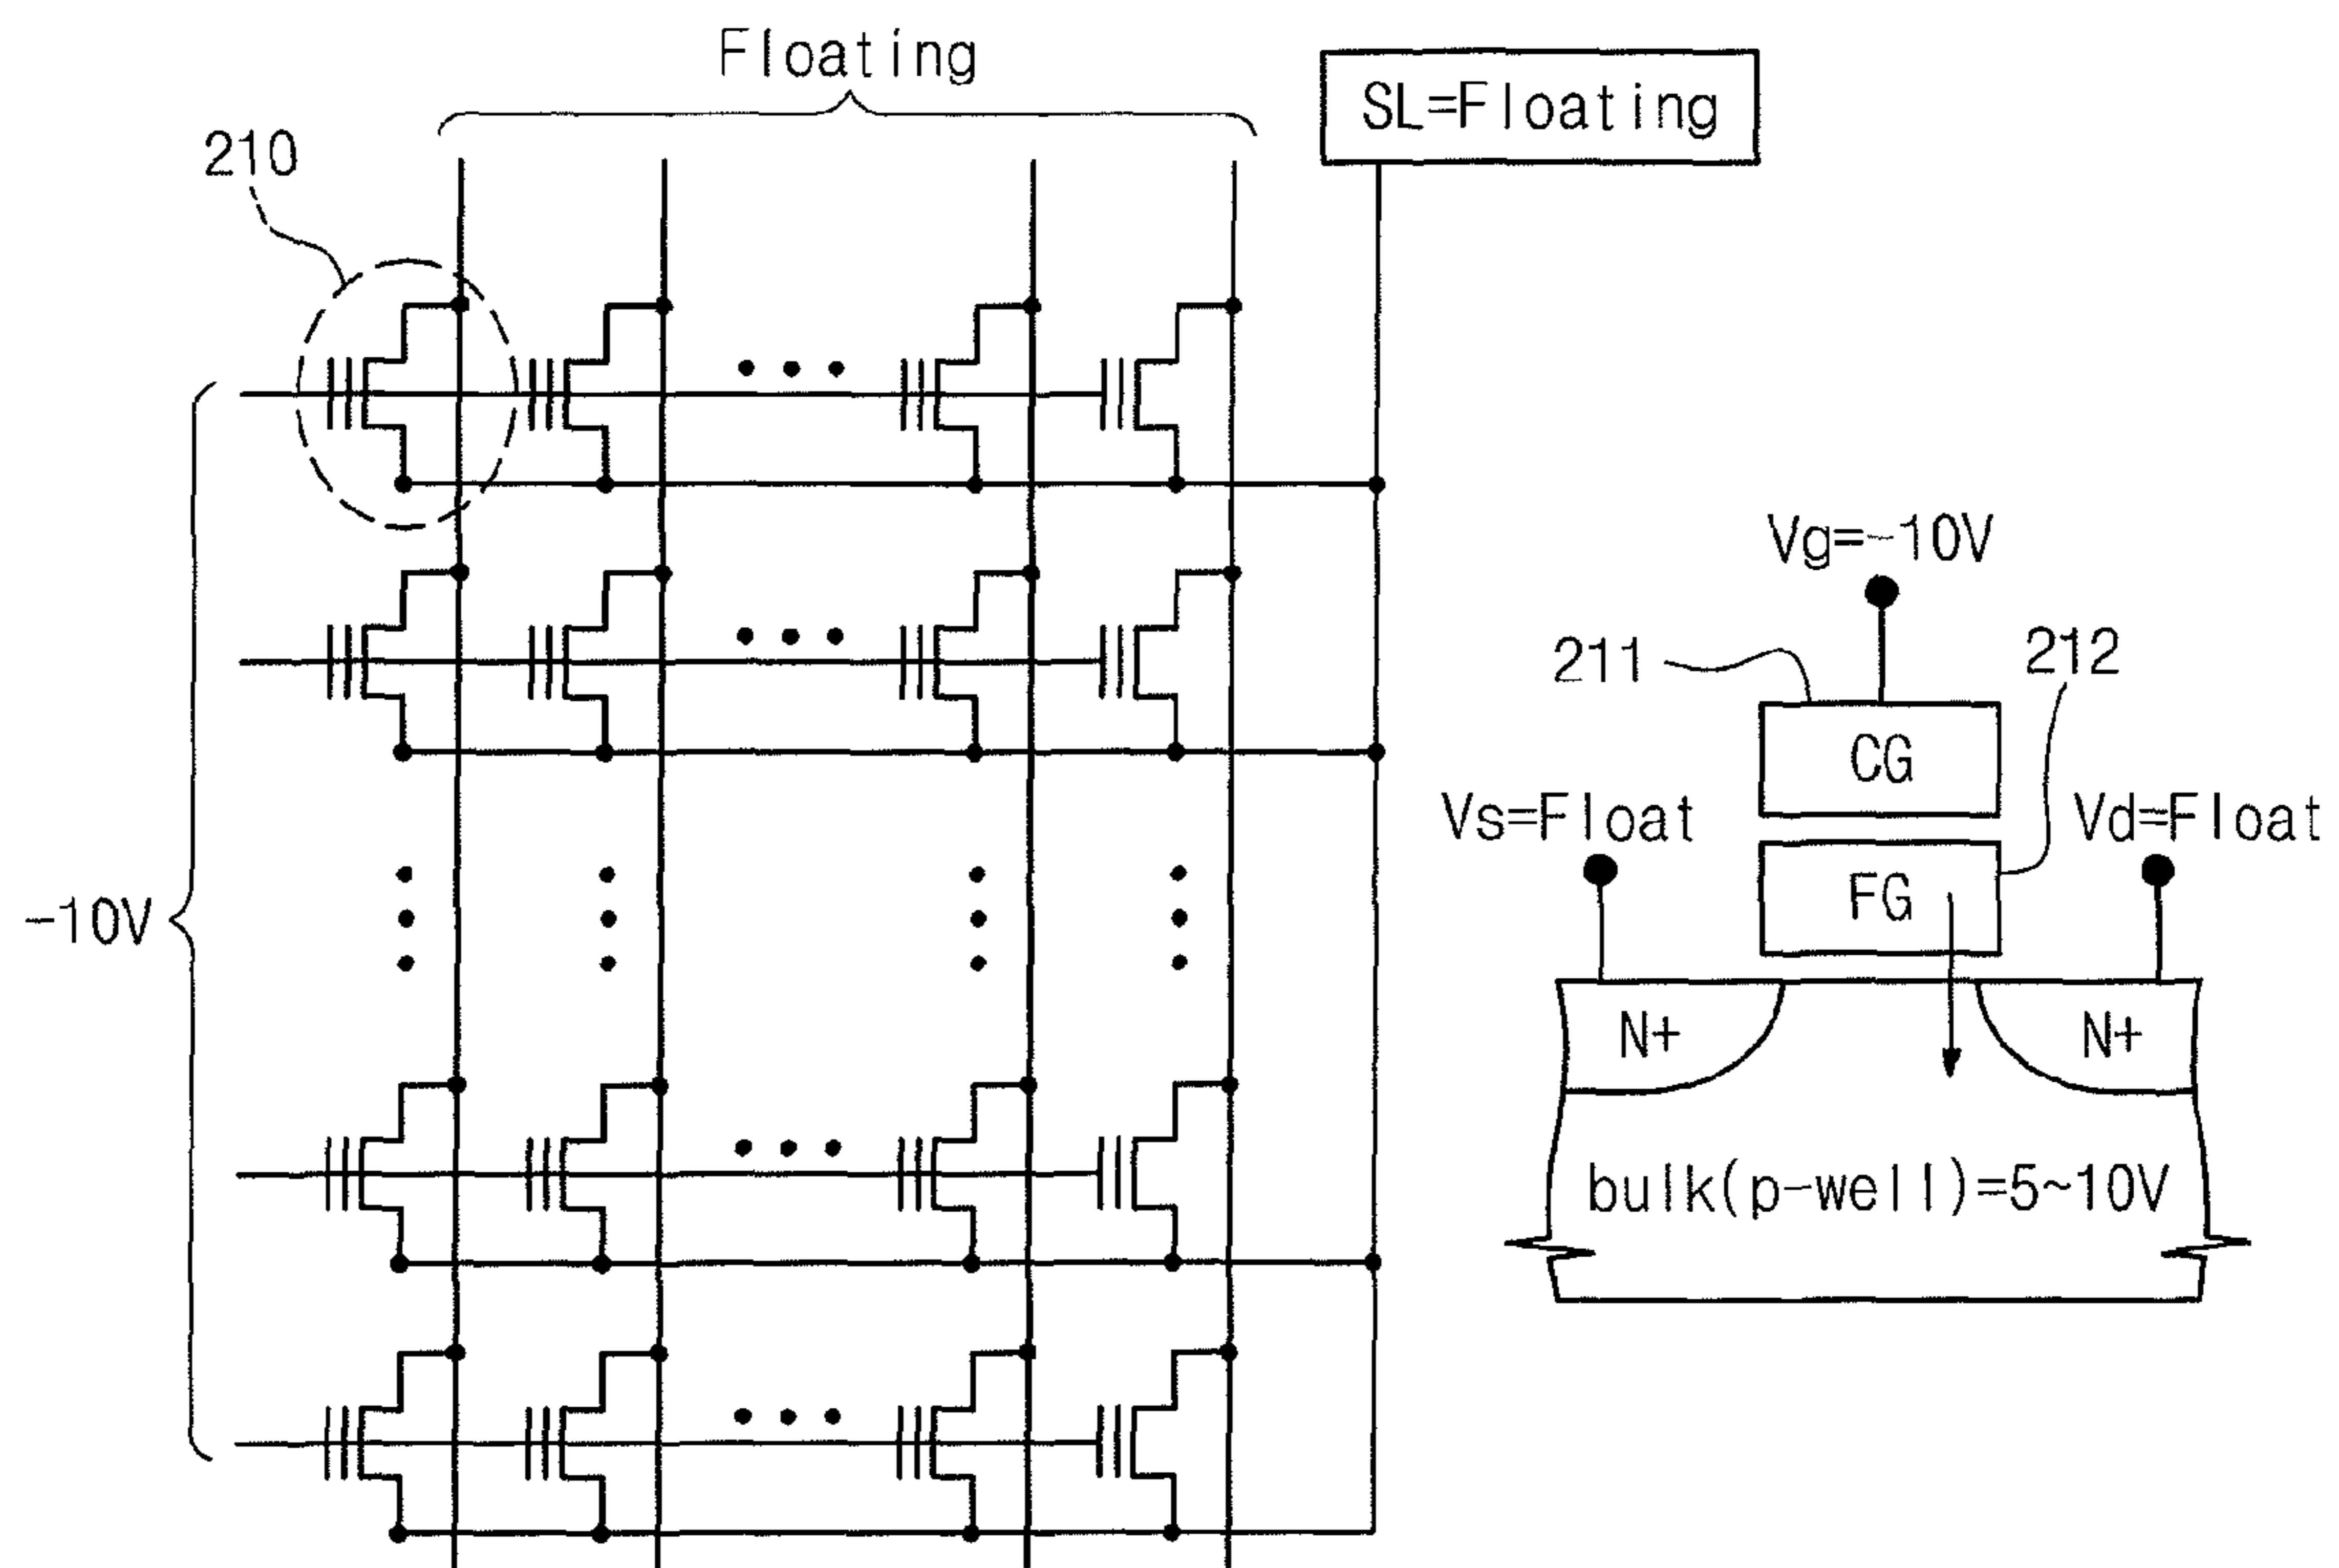 Floating
SL=Floating
210
Vg=-10V
211
212
CG
Vs=Float
Vd=Float
FG
-10V
N+
N+
bulk(p-well)=5~10V